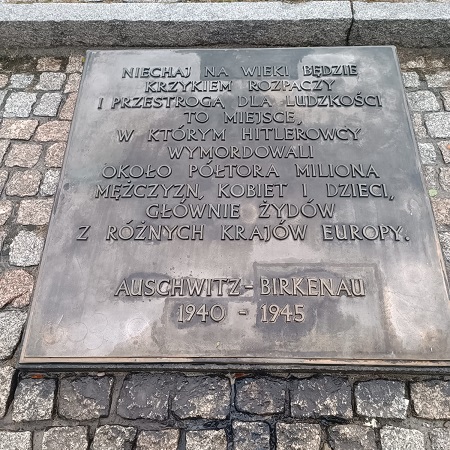 NIECHAJ NA WIEKI BĘDZIE
KRZYKIEM ROZPACZY
I PRZESTROGĄ DLA LUDZKOŚCI
TO MIEJSCE,
W KTÓRYM HITLEROWCY
WYMORDOWALI
OKOŁO PÓŁTORA MILIONA
MĘŻCZYZN, KOBIET I DZIECI,
GŁÓWNIE ŻYDÓW
Z RÓŻNYCH KRAJÓW EUROPY.
AUSCHWITZ - BIRKENAU
1940 - 1945